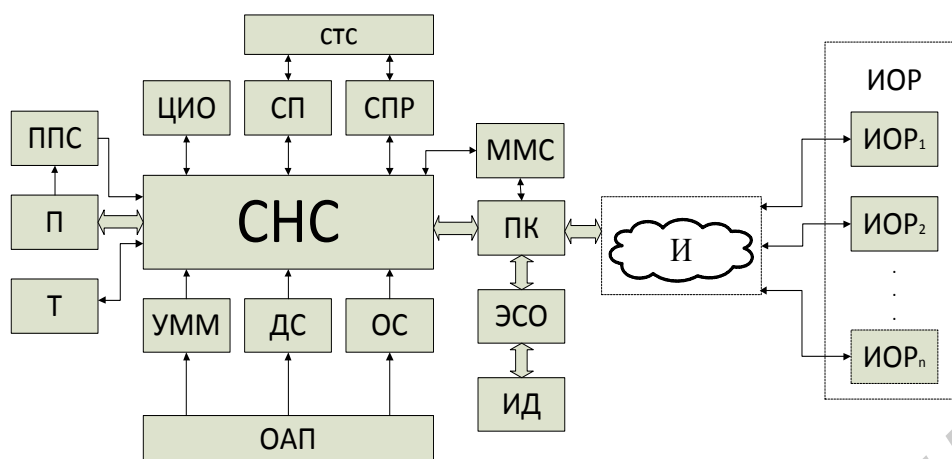 стс
ИОР
ЦИО
СП
СПР
ППС
ММС
ИОР₁
П
СНС
ПК
И
ИОР₂
Т
УММ
ДС
ОС
ЭСО
.
.
.
ИОРₙ
ИД
ОАП